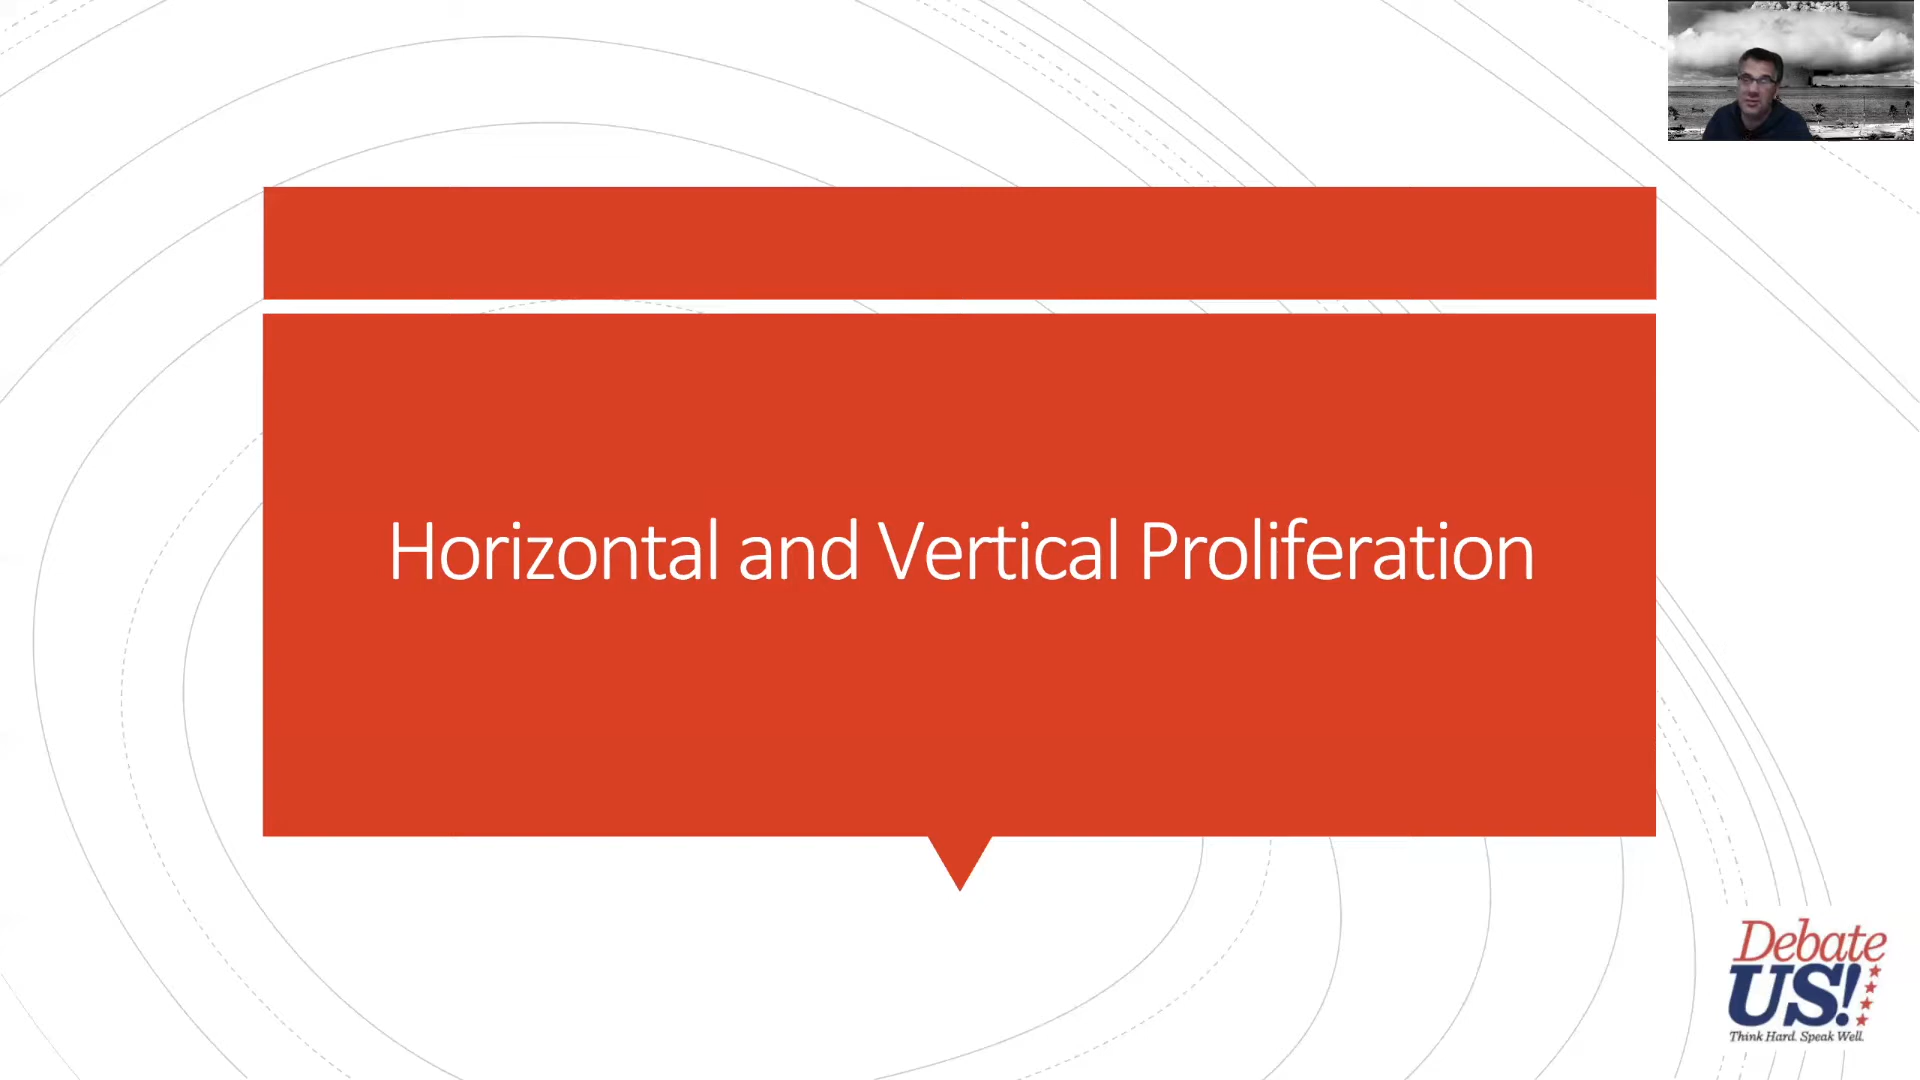 Horizontal and Vertical Proliferation
Debate
US!
Think Hard. Speak Well.